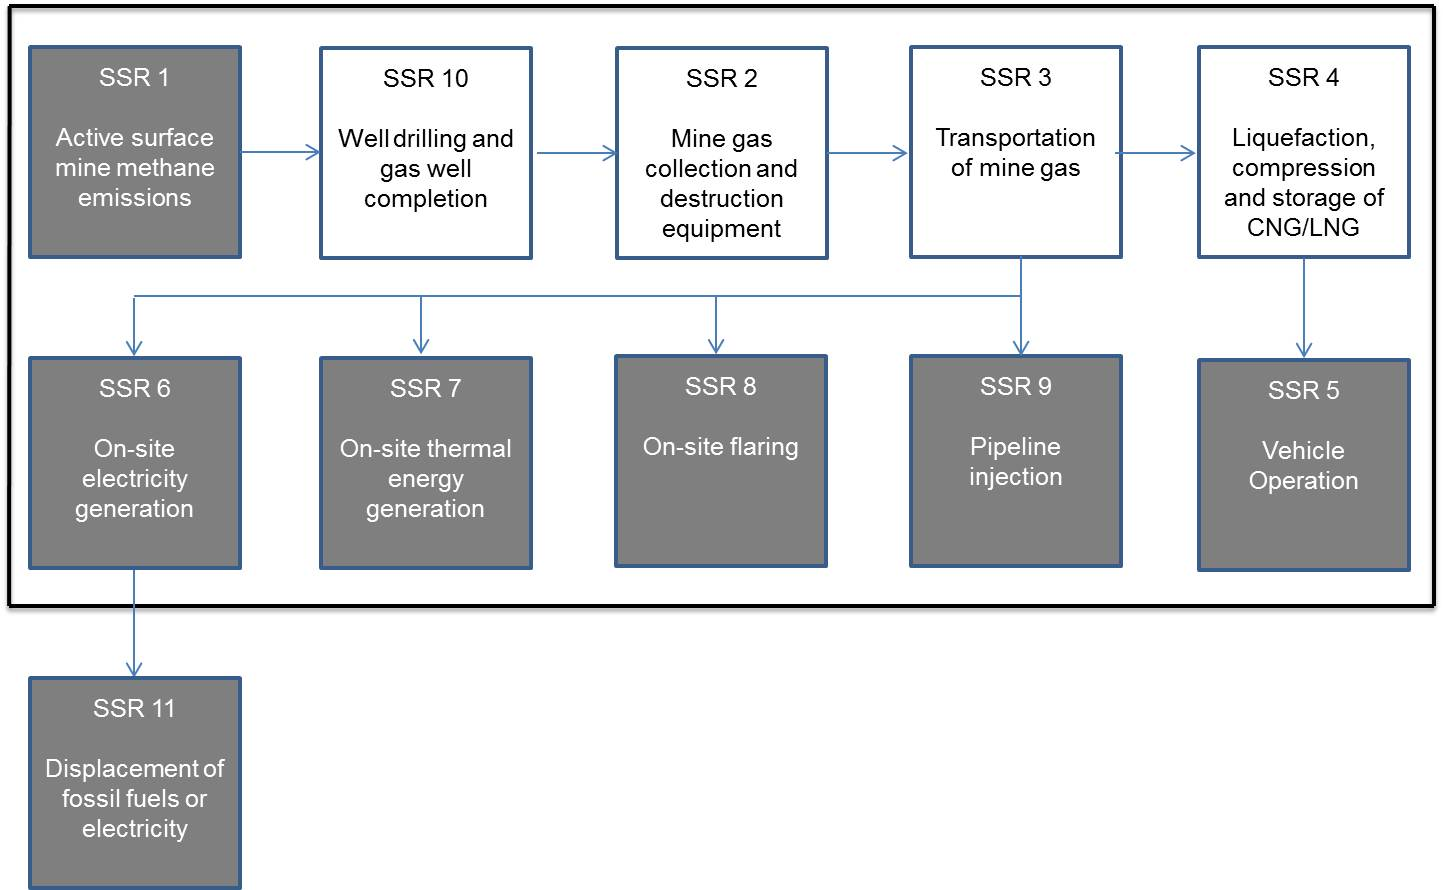 SSR 1
Active surface
mine methane
emissions
SSR 10
Well drilling and
gas well
completion
SSR 2
Mine gas
collection and
destruction
equipment
SSR 3
Transportation
of mine gas
SSR 4
Liquefaction,
compression
and storage of
CNG/LNG
SSR 6
On-site
electricity
generation
SSR 7
On-site thermal
energy
generation
SSR 8
On-site flaring
SSR 9
Pipeline
injection
SSR 5
Vehicle
Operation
SSR 11
Displacement of
fossil fuels or
electricity